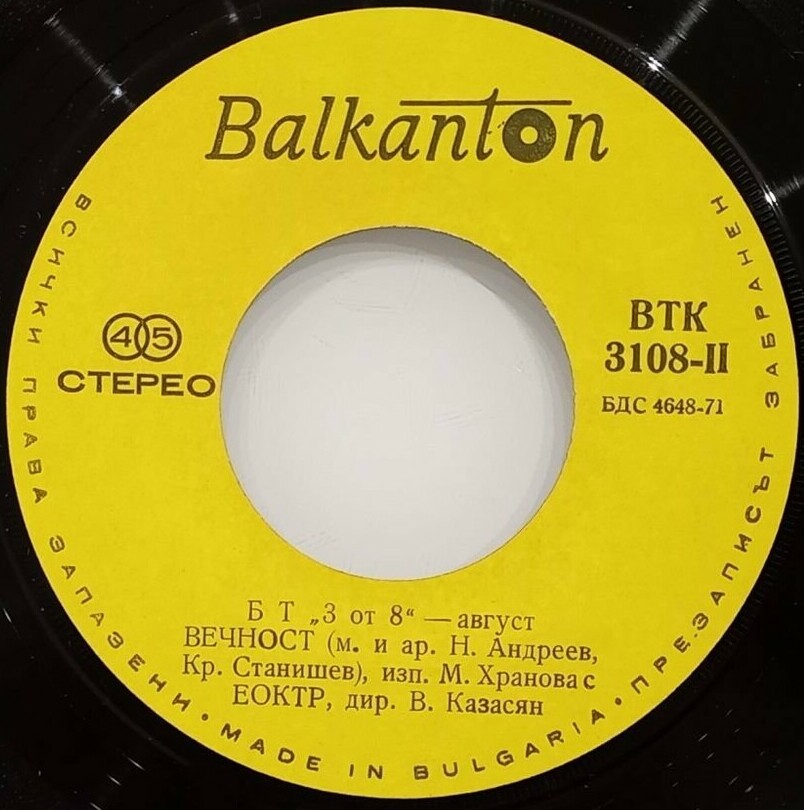 Balkanton
45
СТЕРЕО
ВТК
3108-II
БДС 4648-71
Б Т „3 от 8“ — август
ВЕЧНОСТ (м. и ар. Н. Андреев,
Кр. Станишев), изп. М. Хранова с
ЕОКТР, дир. В. Казасян
ВСИЧКИ ПРАВА ЗАПАЗЕНИ • MADE IN BULGARIA • ПРЕЗАПИСЪТ ЗАБРАНЕН